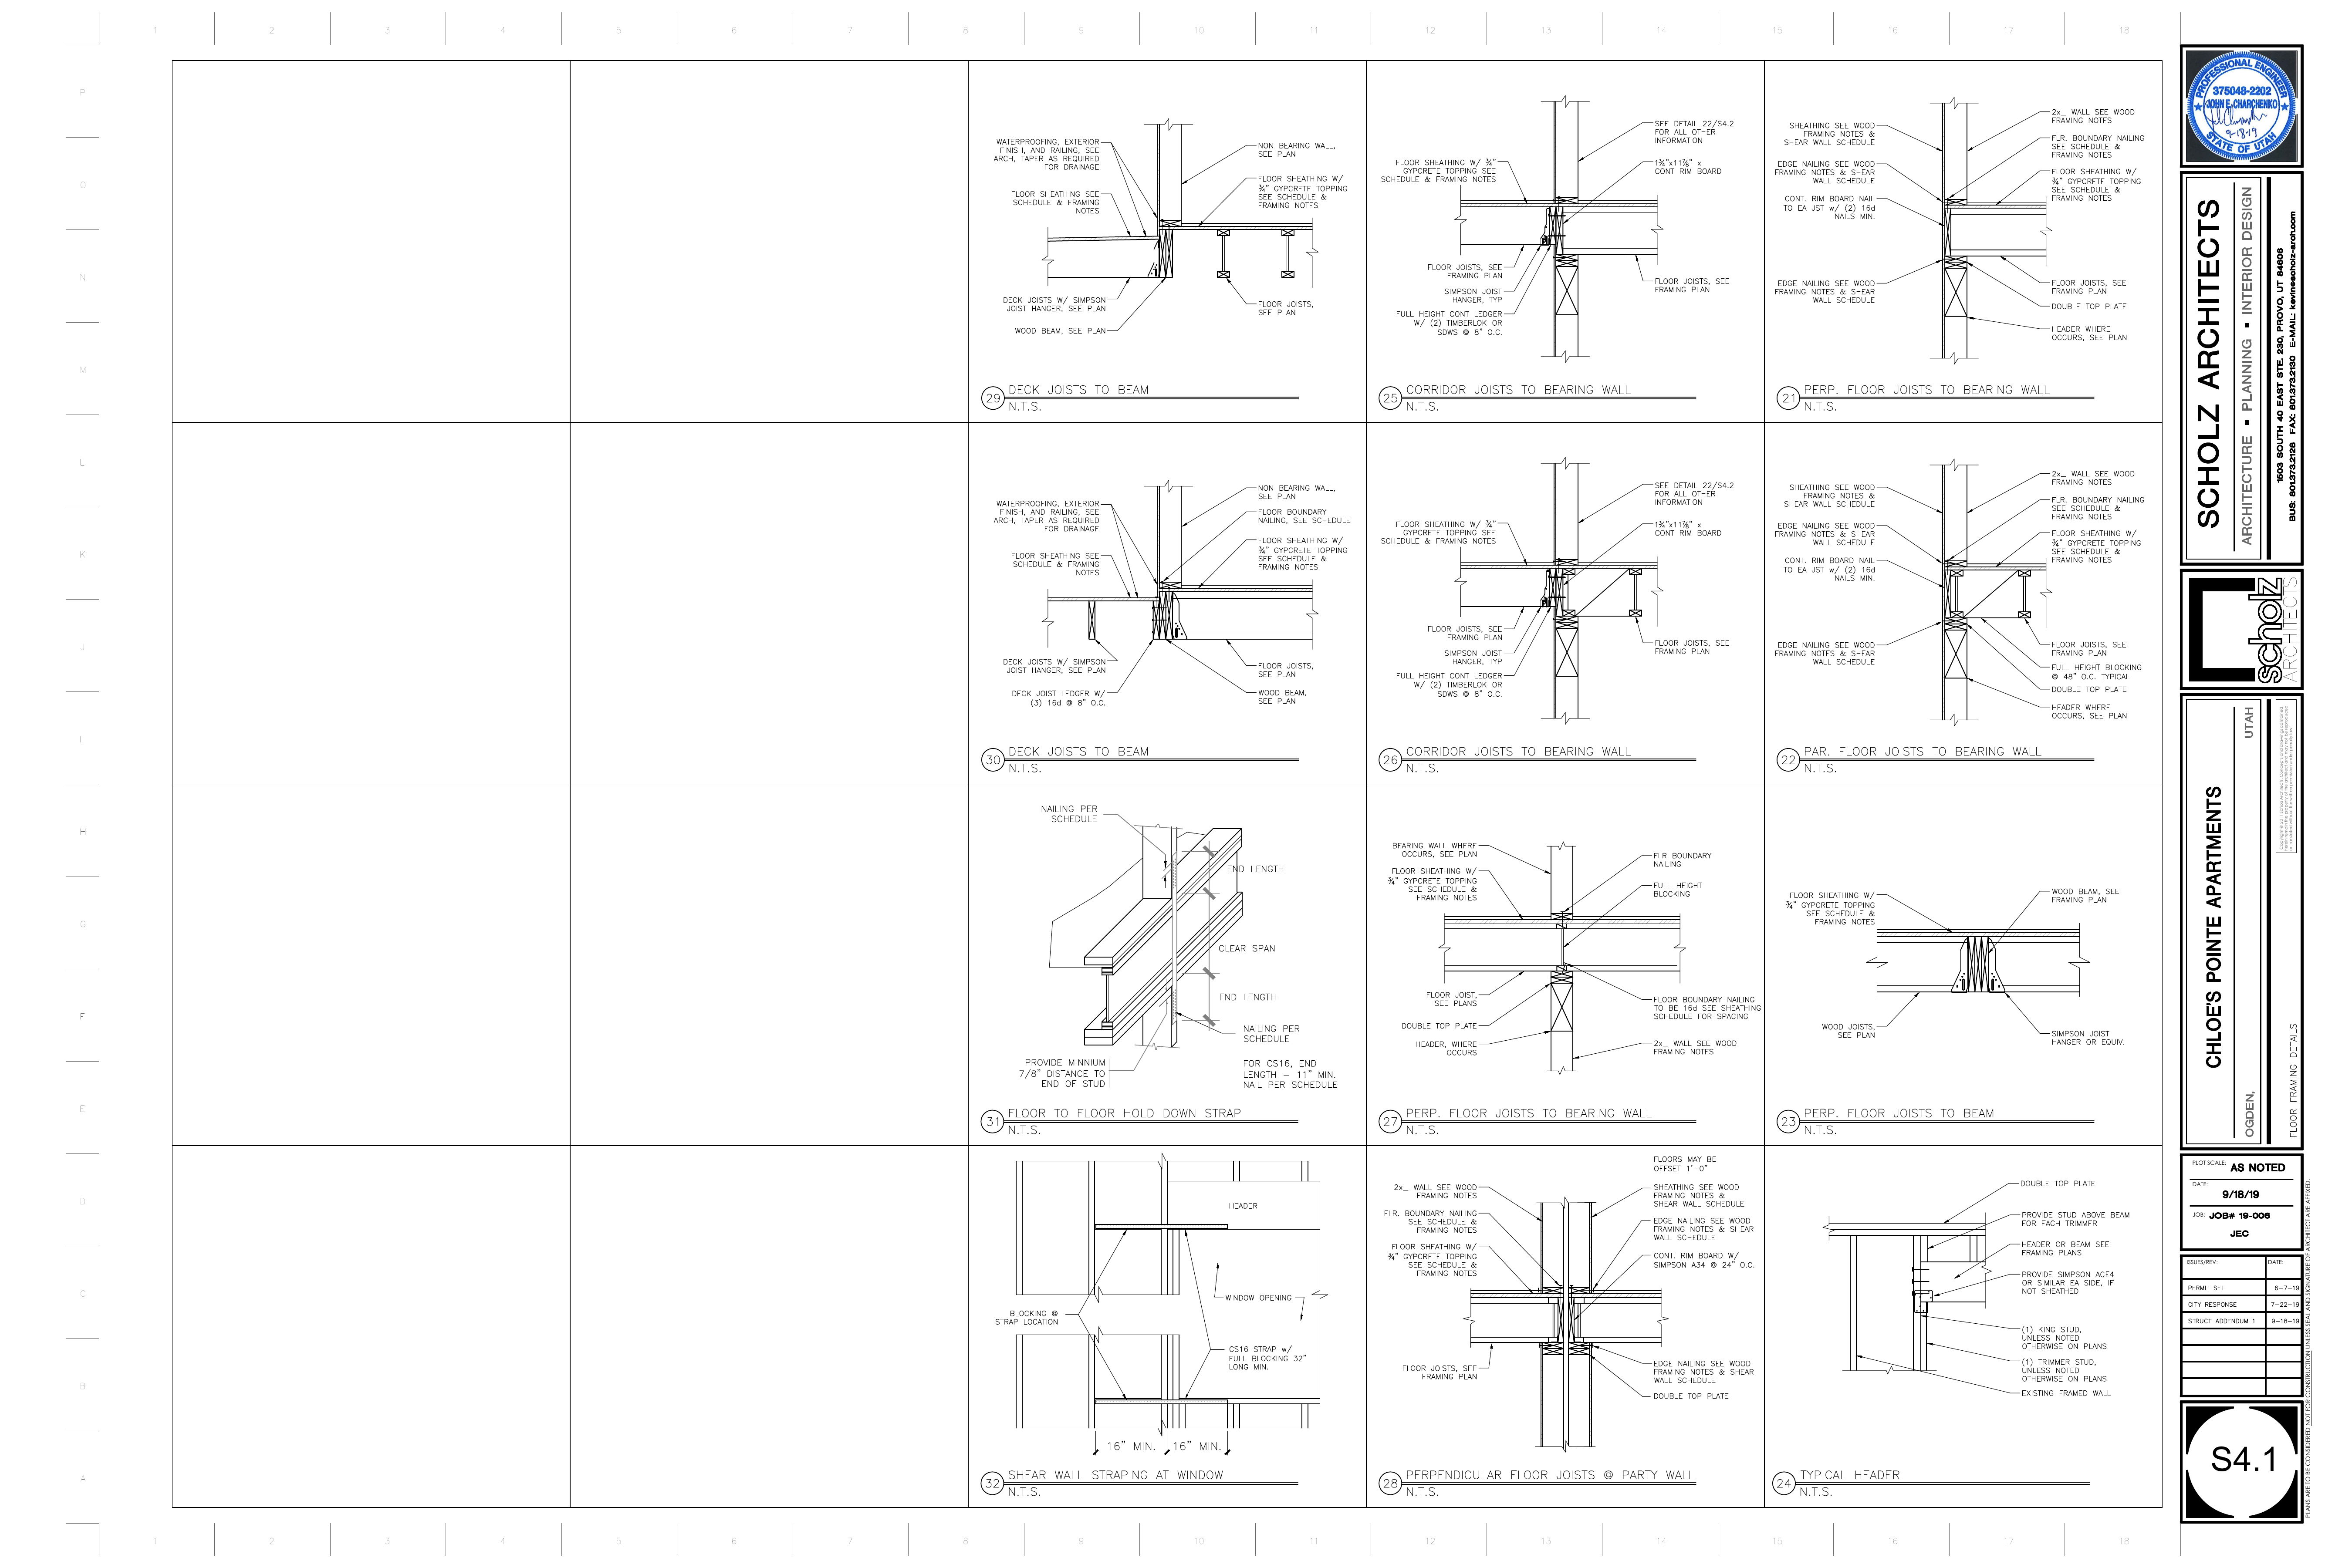 1 2 3 4 5 6 7 8 9 10 11 12 13 14 15 16 17 18
P
O
N
M
L
K
J
I
H
G
F
E
D
C
B
A
WATERPROOFING, EXTERIOR
FINISH, AND RAILING, SEE
ARCH, TAPER AS REQUIRED
FOR DRAINAGE
FLOOR SHEATHING SEE
SCHEDULE & FRAMING
NOTES
DECK JOISTS W/ SIMPSON
JOIST HANGER, SEE PLAN
WOOD BEAM, SEE PLAN
NON BEARING WALL,
SEE PLAN
FLOOR SHEATHING W/
¾" GYPCRETE TOPPING
SEE SCHEDULE &
FRAMING NOTES
FLOOR JOISTS,
SEE PLAN
29 DECK JOISTS TO BEAM
N.T.S.
FLOOR SHEATHING W/ ¾"
GYPCRETE TOPPING SEE
SCHEDULE & FRAMING NOTES
FLOOR JOISTS, SEE
FRAMING PLAN
SIMPSON JOIST
HANGER, TYP
FULL HEIGHT CONT LEDGER
W/ (2) TIMBERLOK OR
SDWS @ 8" O.C.
SEE DETAIL 22/S4.2
FOR ALL OTHER
INFORMATION
1¾"x11⅞" x
CONT RIM BOARD
FLOOR JOISTS, SEE
FRAMING PLAN
25 CORRIDOR JOISTS TO BEARING WALL
N.T.S.
SHEATHING SEE WOOD
FRAMING NOTES &
SHEAR WALL SCHEDULE
EDGE NAILING SEE WOOD
FRAMING NOTES & SHEAR
WALL SCHEDULE
CONT. RIM BOARD NAIL
TO EA JST w/ (2) 16d
NAILS MIN.
EDGE NAILING SEE WOOD
FRAMING NOTES & SHEAR
WALL SCHEDULE
2x_ WALL SEE WOOD
FRAMING NOTES
FLR. BOUNDARY NAILING
SEE SCHEDULE &
FRAMING NOTES
FLOOR SHEATHING W/
¾" GYPCRETE TOPPING
SEE SCHEDULE &
FRAMING NOTES
FLOOR JOISTS, SEE
FRAMING PLAN
DOUBLE TOP PLATE
HEADER WHERE
OCCURS, SEE PLAN
21 PERP. FLOOR JOISTS TO BEARING WALL
N.T.S.
WATERPROOFING, EXTERIOR
FINISH, AND RAILING, SEE
ARCH, TAPER AS REQUIRED
FOR DRAINAGE
FLOOR SHEATHING SEE
SCHEDULE & FRAMING
NOTES
DECK JOISTS W/ SIMPSON
JOIST HANGER, SEE PLAN
DECK JOIST LEDGER W/
(3) 16d @ 8" O.C.
NON BEARING WALL,
SEE PLAN
FLOOR BOUNDARY
NAILING, SEE SCHEDULE
FLOOR SHEATHING W/
¾" GYPCRETE TOPPING
SEE SCHEDULE &
FRAMING NOTES
FLOOR JOISTS,
SEE PLAN
WOOD BEAM,
SEE PLAN
30 DECK JOISTS TO BEAM
N.T.S.
FLOOR SHEATHING W/ ¾"
GYPCRETE TOPPING SEE
SCHEDULE & FRAMING NOTES
FLOOR JOISTS, SEE
FRAMING PLAN
SIMPSON JOIST
HANGER, TYP
FULL HEIGHT CONT LEDGER
W/ (2) TIMBERLOK OR
SDWS @ 8" O.C.
SEE DETAIL 22/S4.2
FOR ALL OTHER
INFORMATION
1¾"x11⅞" x
CONT RIM BOARD
FLOOR JOISTS, SEE
FRAMING PLAN
26 CORRIDOR JOISTS TO BEARING WALL
N.T.S.
SHEATHING SEE WOOD
FRAMING NOTES &
SHEAR WALL SCHEDULE
EDGE NAILING SEE WOOD
FRAMING NOTES & SHEAR
WALL SCHEDULE
CONT. RIM BOARD NAIL
TO EA JST w/ (2) 16d
NAILS MIN.
EDGE NAILING SEE WOOD
FRAMING NOTES & SHEAR
WALL SCHEDULE
2x_ WALL SEE WOOD
FRAMING NOTES
FLR. BOUNDARY NAILING
SEE SCHEDULE &
FRAMING NOTES
FLOOR SHEATHING W/
¾" GYPCRETE TOPPING
SEE SCHEDULE &
FRAMING NOTES
FLOOR JOISTS, SEE
FRAMING PLAN
FULL HEIGHT BLOCKING
@ 48" O.C. TYPICAL
DOUBLE TOP PLATE
HEADER WHERE
OCCURS, SEE PLAN
22 PAR. FLOOR JOISTS TO BEARING WALL
N.T.S.
NAILING PER
SCHEDULE
END LENGTH
CLEAR SPAN
END LENGTH
NAILING PER
SCHEDULE
PROVIDE MINNIUM
7/8" DISTANCE TO
END OF STUD
FOR CS16, END
LENGTH = 11" MIN.
NAIL PER SCHEDULE
31 FLOOR TO FLOOR HOLD DOWN STRAP
N.T.S.
BEARING WALL WHERE
OCCURS, SEE PLAN
FLOOR SHEATHING W/
¾" GYPCRETE TOPPING
SEE SCHEDULE &
FRAMING NOTES
FLOOR JOIST,
SEE PLANS
DOUBLE TOP PLATE
HEADER, WHERE
OCCURS
FLR BOUNDARY
NAILING
FULL HEIGHT
BLOCKING
FLOOR BOUNDARY NAILING
TO BE 16d SEE SHEATHING
SCHEDULE FOR SPACING
2x_ WALL SEE WOOD
FRAMING NOTES
27 PERP. FLOOR JOISTS TO BEARING WALL
N.T.S.
FLOOR SHEATHING W/
¾" GYPCRETE TOPPING
SEE SCHEDULE &
FRAMING NOTES
WOOD JOISTS,
SEE PLAN
WOOD BEAM, SEE
FRAMING PLAN
SIMPSON JOIST
HANGER OR EQUIV.
23 PERP. FLOOR JOISTS TO BEAM
N.T.S.
HEADER
WINDOW OPENING
BLOCKING @
STRAP LOCATION
CS16 STRAP w/
FULL BLOCKING 32"
LONG MIN.
16" MIN. 16" MIN.
32 SHEAR WALL STRAPING AT WINDOW
N.T.S.
FLOORS MAY BE
OFFSET 1'-0"
2x_ WALL SEE WOOD
FRAMING NOTES
FLR. BOUNDARY NAILING
SEE SCHEDULE &
FRAMING NOTES
FLOOR SHEATHING W/
¾" GYPCRETE TOPPING
SEE SCHEDULE &
FRAMING NOTES
FLOOR JOISTS, SEE
FRAMING PLAN
SHEATHING SEE WOOD
FRAMING NOTES &
SHEAR WALL SCHEDULE
EDGE NAILING SEE WOOD
FRAMING NOTES & SHEAR
WALL SCHEDULE
CONT. RIM BOARD W/
SIMPSON A34 @ 24" O.C.
EDGE NAILING SEE WOOD
FRAMING NOTES & SHEAR
WALL SCHEDULE
DOUBLE TOP PLATE
28 PERPENDICULAR FLOOR JOISTS @ PARTY WALL
N.T.S.
DOUBLE TOP PLATE
PROVIDE STUD ABOVE BEAM
FOR EACH TRIMMER
HEADER OR BEAM SEE
FRAMING PLANS
PROVIDE SIMPSON ACE4
OR SIMILAR EA SIDE, IF
NOT SHEATHED
(1) KING STUD,
UNLESS NOTED
OTHERWISE ON PLANS
(1) TRIMMER STUD,
UNLESS NOTED
OTHERWISE ON PLANS
EXISTING FRAMED WALL
24 TYPICAL HEADER
N.T.S.
1 2 3 4 5 6 7 8 9 10 11 12 13 14 15 16 17 18
PROFESSIONAL ENGINEER
375048-2202
JOHN E. CHARCHENKO
9-18-19
STATE OF UTAH
SCHOLZ ARCHITECTS
ARCHITECTURE ▪ PLANNING ▪ INTERIOR DESIGN
1603 SOUTH 40 EAST STE. 230, PROVO, UT 84606
BUS: 801.373.2128 FAX: 801.373.2130 E-MAIL: kevin@scholz-arch.com
scholz
ARCHITECTS
CHLOE'S POINTE APARTMENTS
OGDEN, UTAH
FLOOR FRAMING DETAILS
PLOT SCALE: AS NOTED
DATE:
9/18/19
JOB: JOB# 19-006
JEC
ISSUES/REV: DATE:
PERMIT SET 6-7-19
CITY RESPONSE 7-22-19
STRUCT ADDENDUM 1 9-18-19
S4.1
PLANS ARE TO BE CONSIDERED NOT FOR CONSTRUCTION UNLESS SEAL AND SIGNATURE OF ARCHITECT ARE AFFIXED.